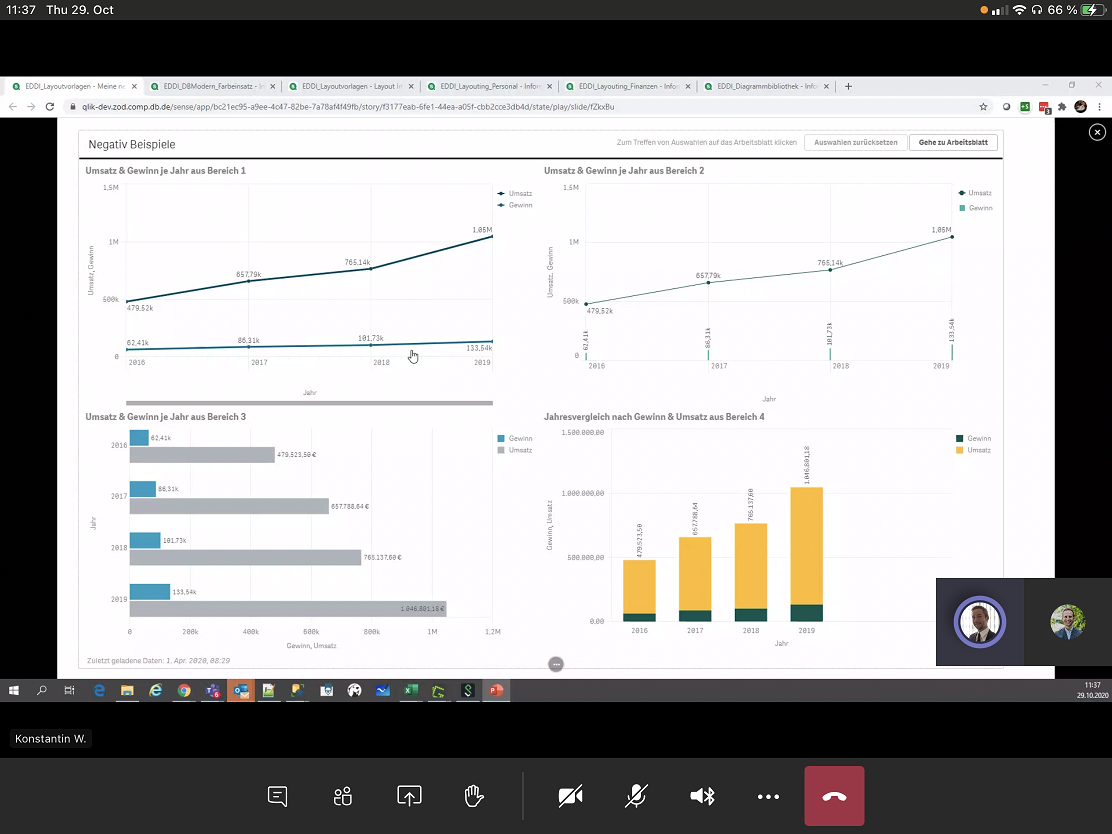 11:37 Thu 29. Oct
66 %
EDDI_Layoutvorlagen - Meine n
EDDI_DBModern_Farbeinsatz - I
EDDI_Layoutvorlagen - Layout In
EDDI_Layouting_Personal - Info
EDDI_Layouting_Finanzen - Info
EDDI_Diagrammbibliothek - Info
qlik-dev.zod.comp.db.de/sense/app/bc21ec95-a9ee-4c47-82be-7a78af4f49fb/story/f3177eab-6fe1-44ea-a05f-cbb2cce3db4d/state/play/slide/fZkxBu
Negativ Beispiele
Zum Treffen von Auswahlen auf das Arbeitsblatt klicken
Auswahlen zurücksetzen
Gehe zu Arbeitsblatt
Umsatz & Gewinn je Jahr aus Bereich 1
1,5M
1M
500k
0
Umsatz, Gewinn
479,52k
657,79k
765,14k
1,05M
62,41k
86,31k
101,73k
133,54k
2016
2017
2018
2019
Jahr
Umsatz
Gewinn
Umsatz & Gewinn je Jahr aus Bereich 2
1,5M
1M
500k
0
Umsatz, Gewinn
479,52k
657,79k
765,14k
1,05M
62,41k
86,31k
101,73k
133,54k
2016
2017
2018
2019
Jahr
Umsatz
Gewinn
Umsatz & Gewinn je Jahr aus Bereich 3
Jahr
2016
62,41k
479.523,50 €
2017
86,31k
657.788,64 €
2018
101,73k
765.137,60 €
2019
133,54k
1.046.801,18 €
0
200k
400k
600k
800k
1M
1,2M
Gewinn, Umsatz
Gewinn
Umsatz
Jahresvergleich nach Gewinn & Umsatz aus Bereich 4
1.500.000,00
1.000.000,00
500.000,00
0,00
Gewinn, Umsatz
479.523,50
657.788,64
765.137,60
1.046.801,18
2016
2017
2018
2019
Jahr
Gewinn
Umsatz
Zuletzt geladene Daten: 1. Apr. 2020, 08:29
11:37
29.10.2020
Konstantin W.